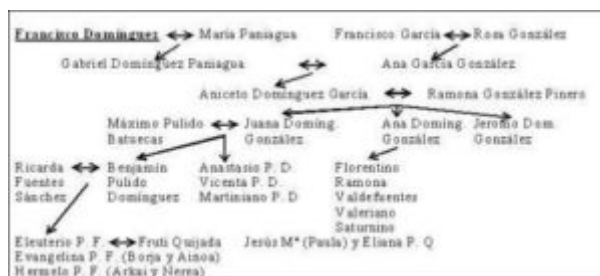 Francisco Domínguez María Paniagua Francisco García Rosa González
Gabriel Domínguez Paniagua Ana García González
Aniceto Domínguez García Ramona González Pinero
Máximo Pulido Juana Doming. Ana Doming. Jeromo Dom.
Batuecas González González González
Ricarda Benjamín Anastasio P. D Florentino
Fuentes Pulido Vicenta P. D. Ramona
Sánchez Domínguez Martiniano P. D. Valdefuentes
Valeriano
Saturnino
Eleuterio P. F. Fruti Quijada Jesús Mª (Paula) y Eliana P. Q
Evangelina P. F. (Borja y Ainoa)
Hermelo P. F. (Arkai y Nerea)